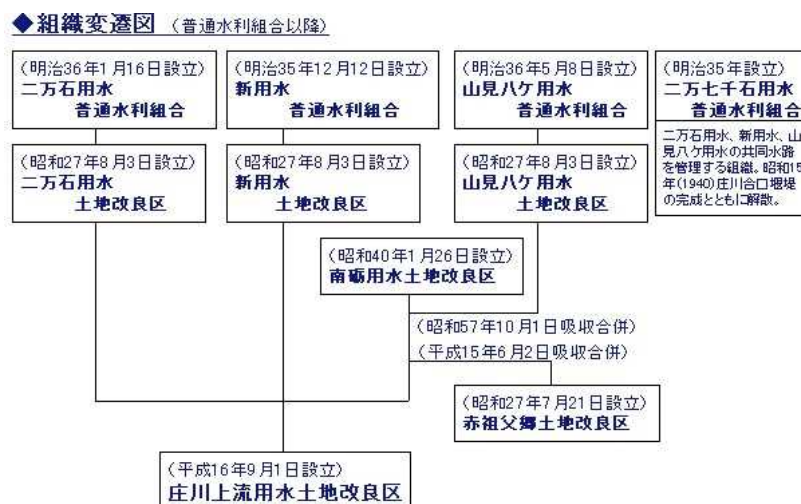 ◆組織変遷図 （普通水利組合以降）
（明治36年1月16日設立）
二万石用水
普通水利組合
（明治35年12月12日設立）
新用水
普通水利組合
（明治36年5月8日設立）
山見八ケ用水
普通水利組合
（明治35年設立）
二万七千石用水
普通水利組合
二万石用水、新用水、山
見八ケ用水の共同水路
を管理する組織。昭和15
年(1940)庄川合口堰堤
の完成とともに解散。
（昭和27年8月3日設立）
二万石用水
土地改良区
（昭和27年8月3日設立）
新用水
土地改良区
（昭和27年8月3日設立）
山見八ケ用水
土地改良区
（昭和40年1月26日設立）
南砺用水土地改良区
（昭和57年10月1日吸収合併）
（平成15年6月2日吸収合併）
（昭和27年7月21日設立）
赤祖父郷土地改良区
（平成16年9月1日設立）
庄川上流用水土地改良区